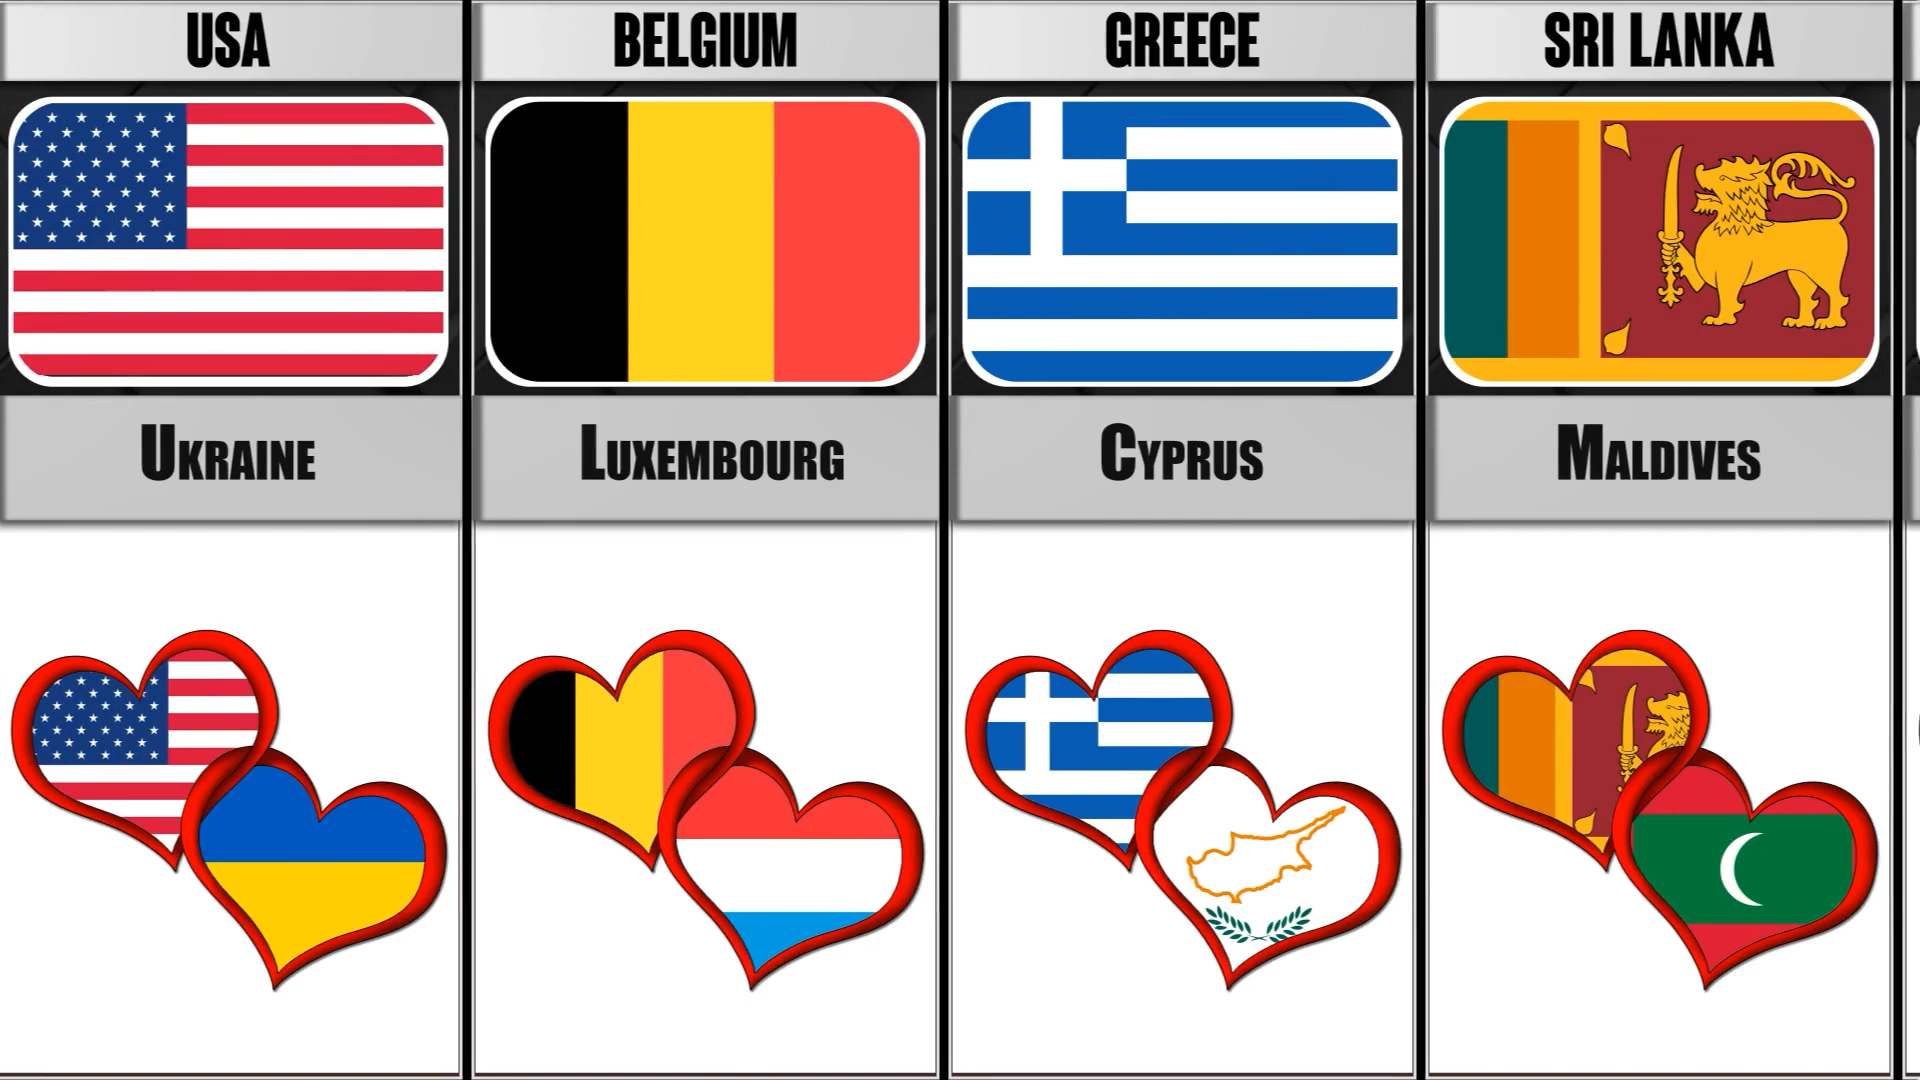 USA
BELGIUM
GREECE
SRI LANKA
UKRAINE
LUXEMBOURG
CYPRUS
MALDIVES